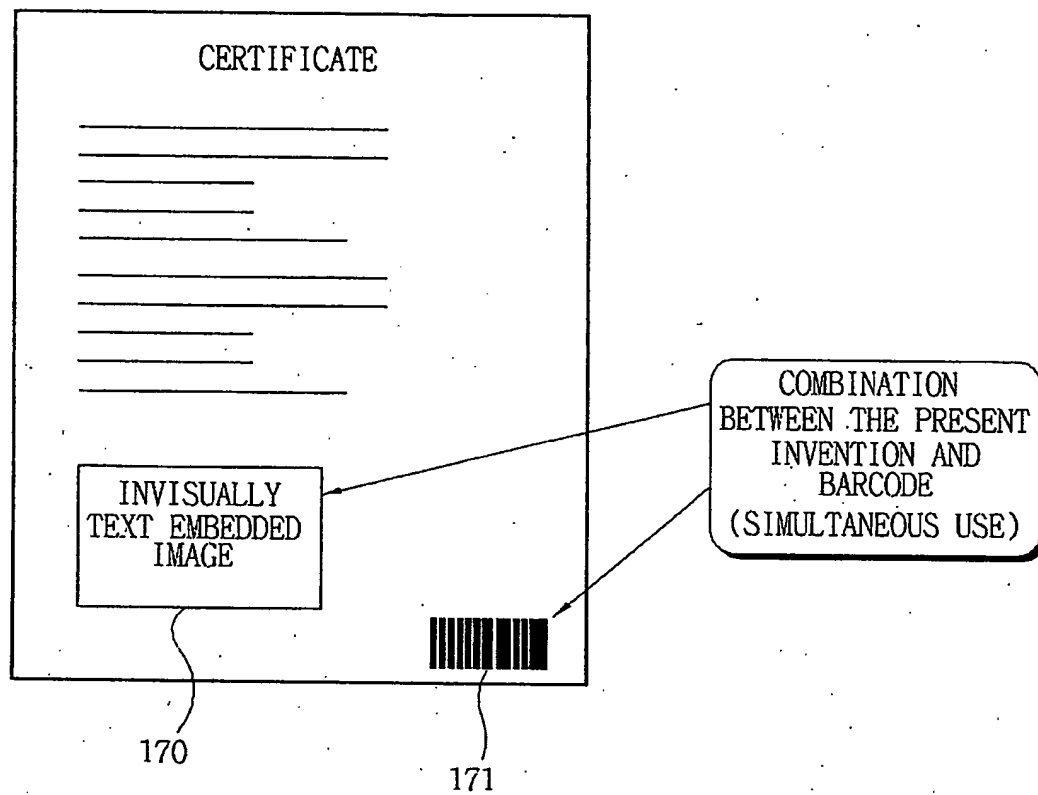 CERTIFICATE
COMBINATION
BETWEEN THE PRESENT
INVENTION AND
BARCODE
(SIMULTANEOUS USE)
INVISUALLY
TEXT EMBEDDED
IMAGE
170
171